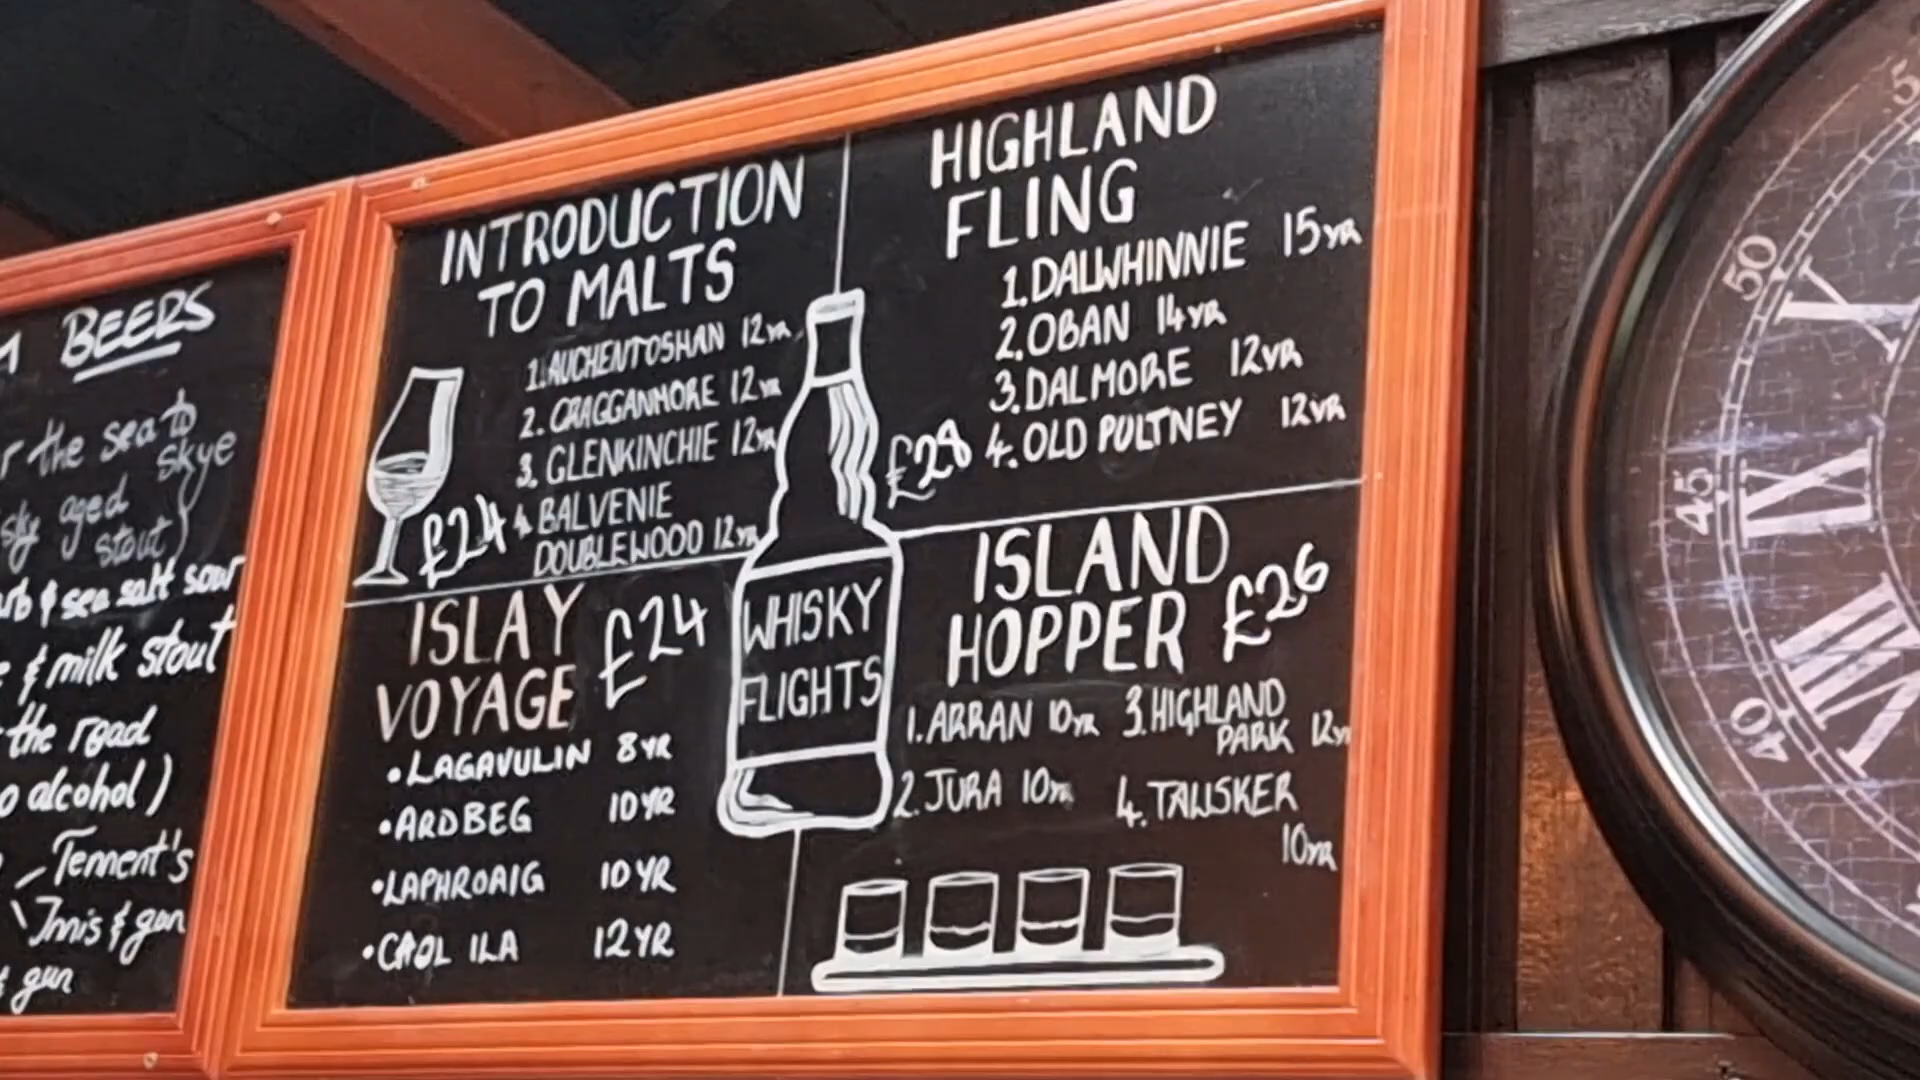 BEERS
the sea to
skye
aged
stout
& sea salt sour
& milk stout
the road
alcohol)
Tennent's
Innis & gun
gun
INTRODUCTION
TO MALTS
1. AUCHENTOSHAN 12YR
2. CRAGGANMORE 12YR
3. GLENKINCHIE 12YR
4. BALVENIE
DOUBLEWOOD 12YR
£24
HIGHLAND
FLING
1. DALWHINNIE 15YR
2. OBAN 14YR
3. DALMORE 12YR
4. OLD PULTNEY 12YR
£28
WHISKY
FLIGHTS
ISLAY
VOYAGE
£24
• LAGAVULIN 8YR
• ARDBEG 10YR
• LAPHROAIG 10YR
• CAOL ILA 12YR
ISLAND
HOPPER £26
1. ARRAN 10YR
2. JURA 10YR
3. HIGHLAND
PARK 12YR
4. TALISKER
10YR
50
45
40
X
IX
VIII